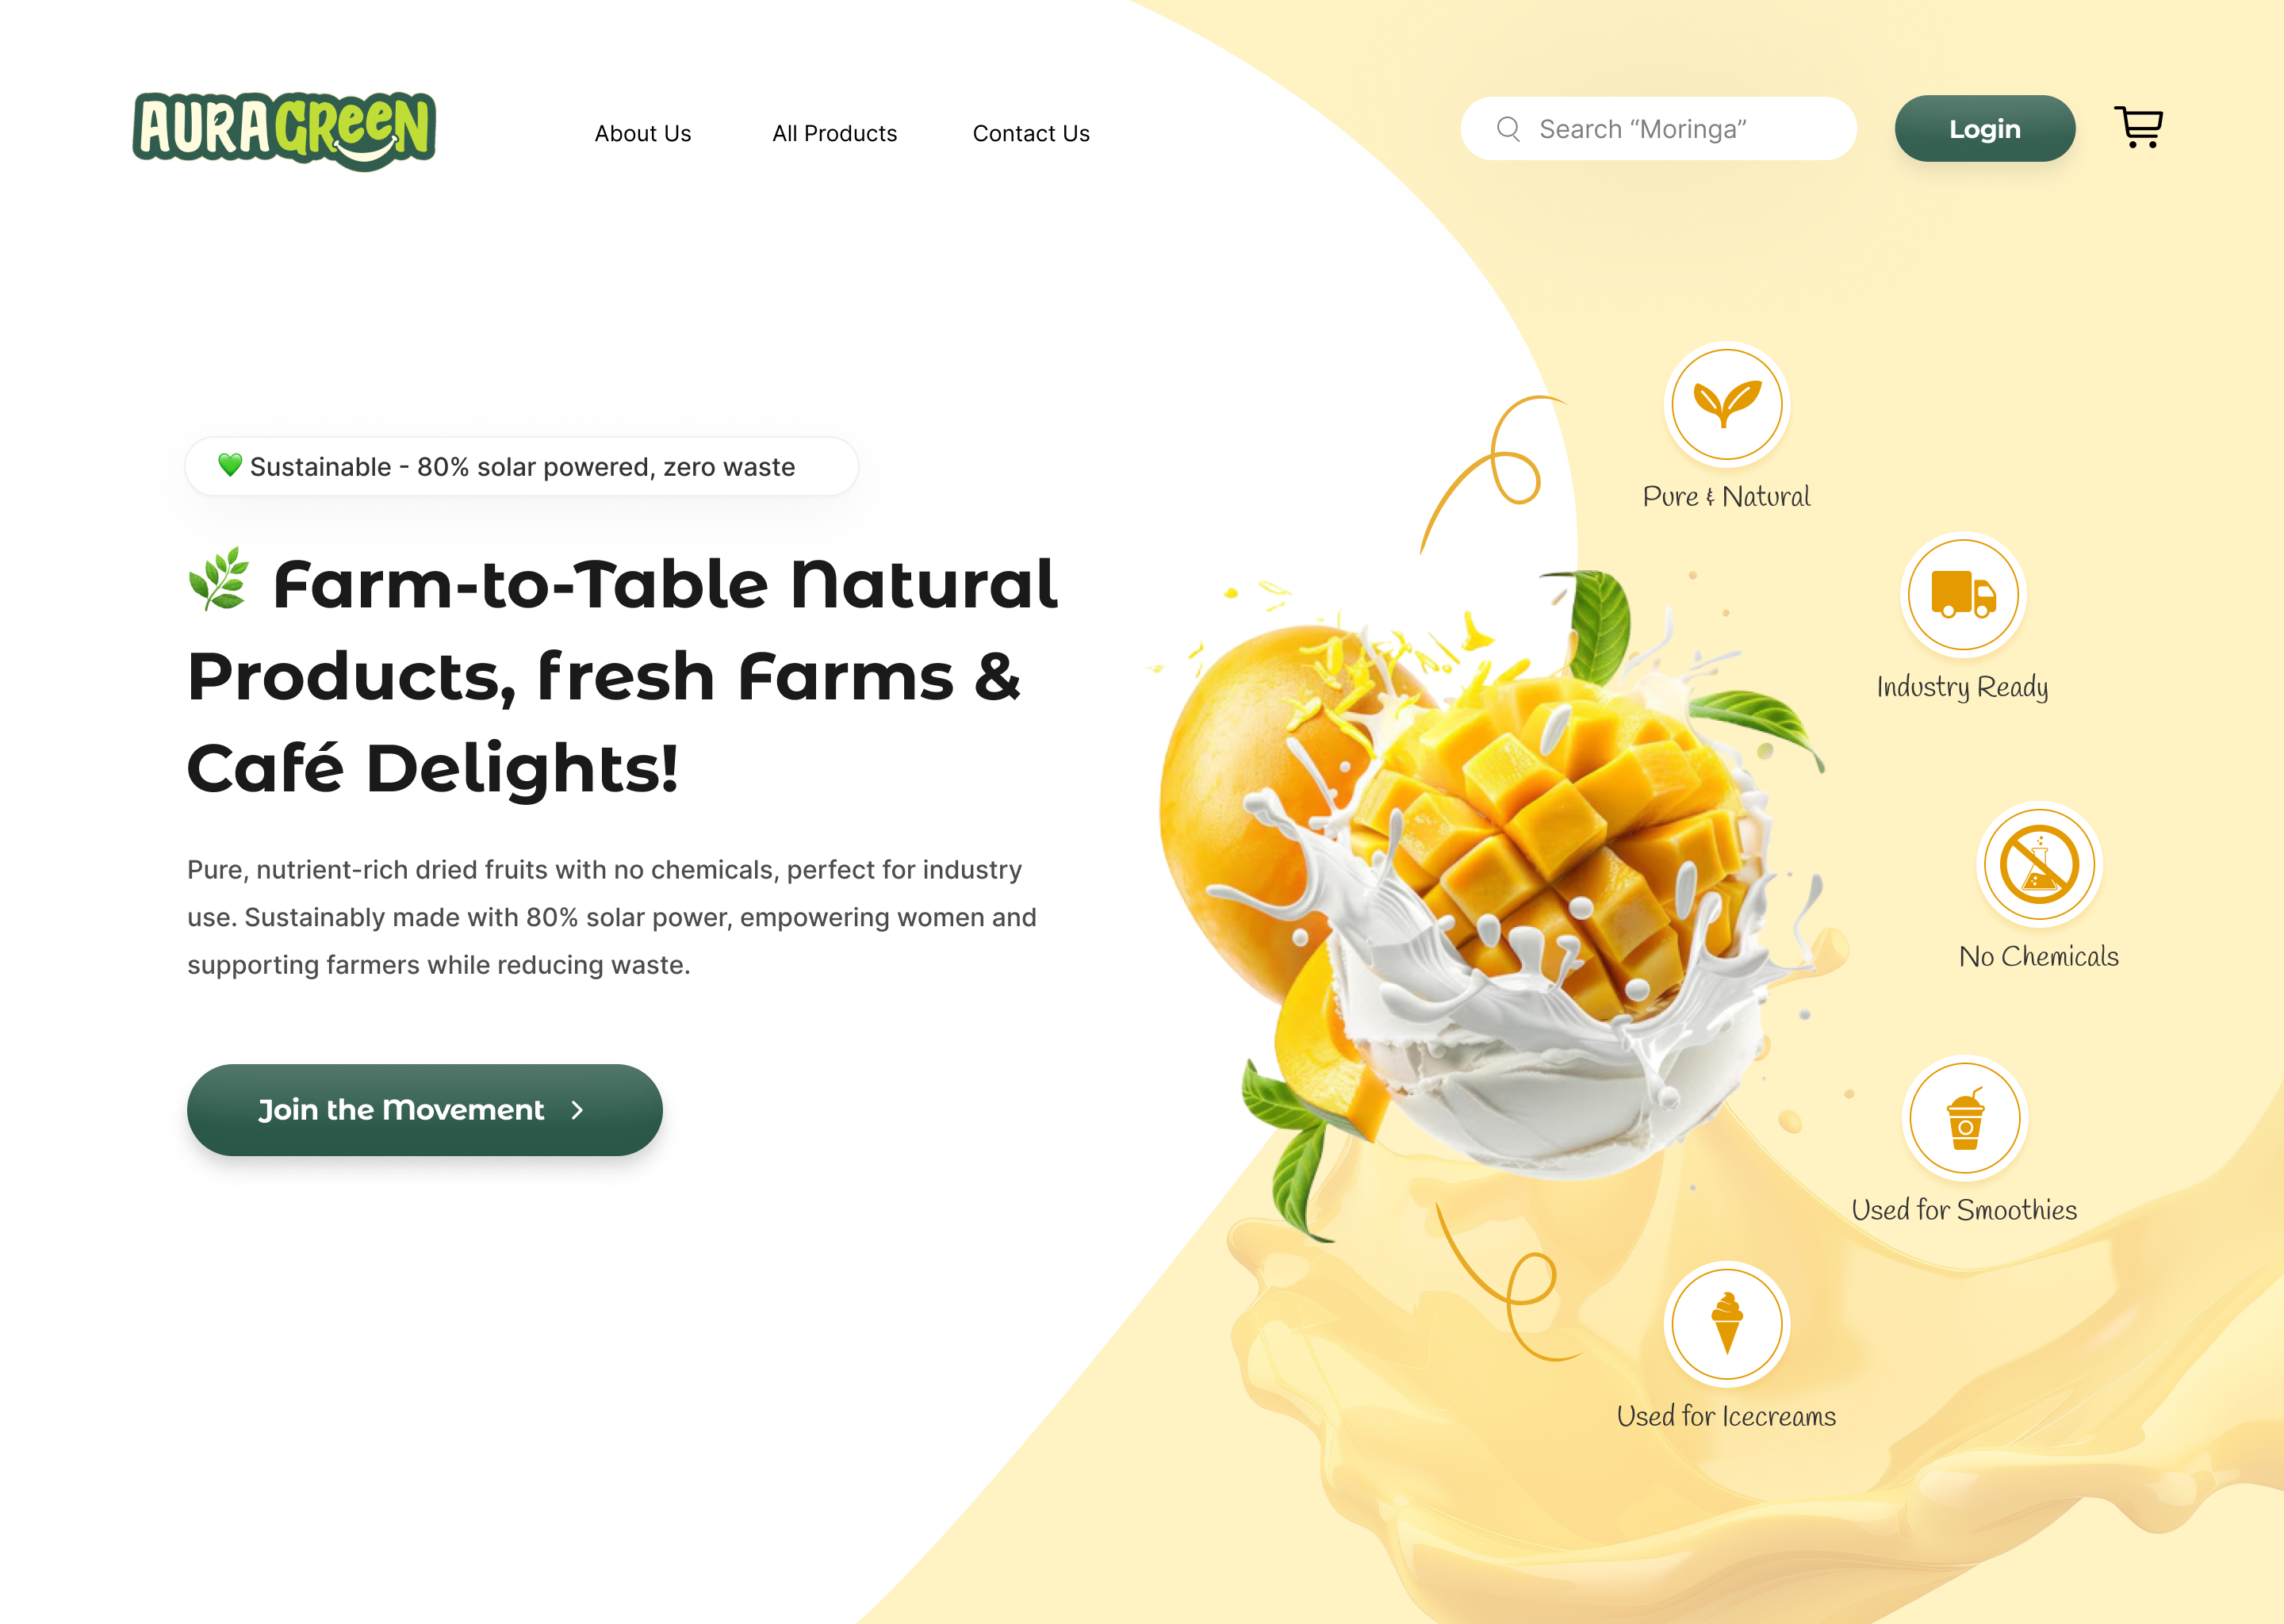 AURAGREEN
About Us
All Products
Contact Us
Search “Moringa”
Login
💚 Sustainable - 80% solar powered, zero waste
🌿 Farm-to-Table Natural
Products, fresh Farms &
Café Delights!
Pure, nutrient-rich dried fruits with no chemicals, perfect for industry
use. Sustainably made with 80% solar power, empowering women and
supporting farmers while reducing waste.
Join the Movement
Pure & Natural
Industry Ready
No Chemicals
Used for Smoothies
Used for Icecreams